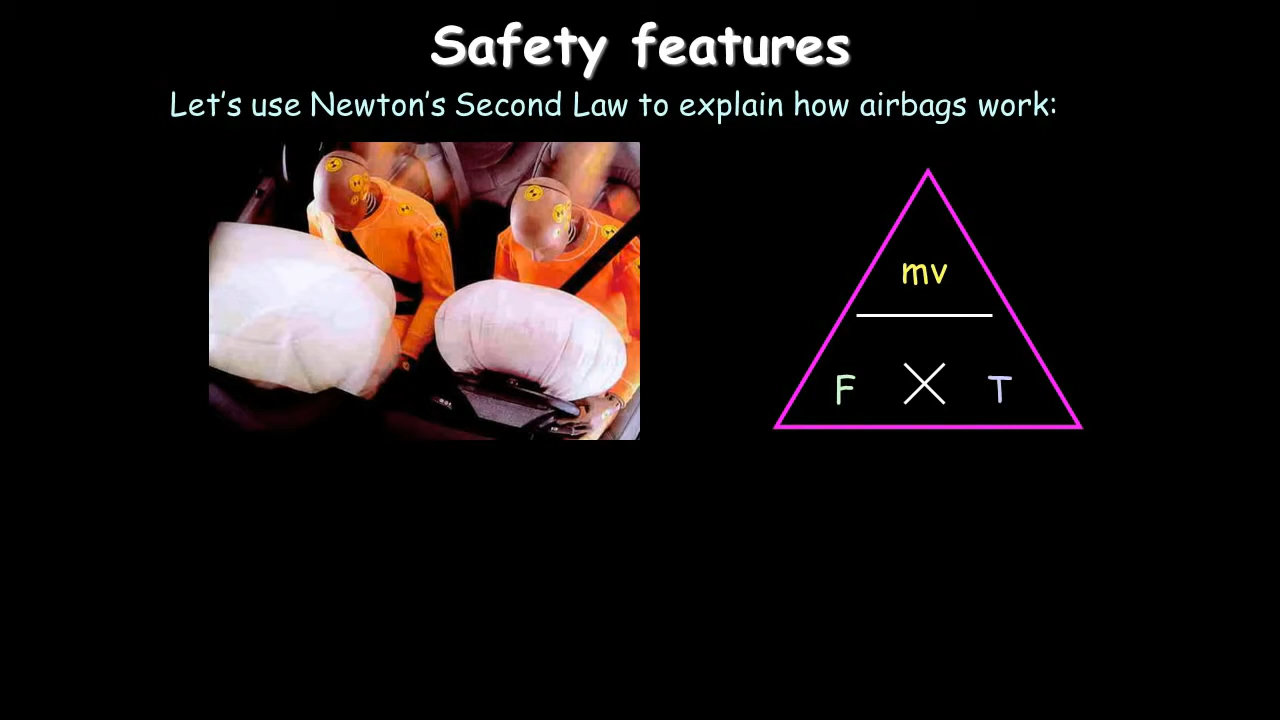 Safety features
Let's use Newton's Second Law to explain how airbags work:
mv
F
T